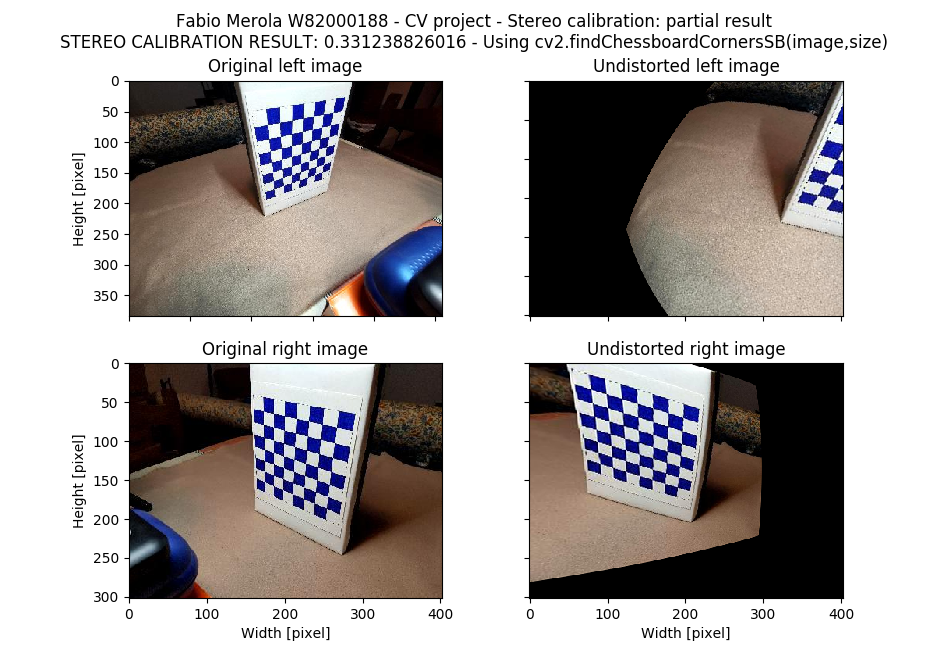 Fabio Merola W82000188 - CV project - Stereo calibration: partial result
STEREO CALIBRATION RESULT: 0.331238826016 - Using cv2.findChessboardCornersSB(image,size)
Original left image
Undistorted left image
Height [pixel]
0
50
100
150
200
250
300
350
Original right image
Undistorted right image
Height [pixel]
0
50
100
150
200
250
300
0 100 200 300 400
0 100 200 300 400
Width [pixel]
Width [pixel]